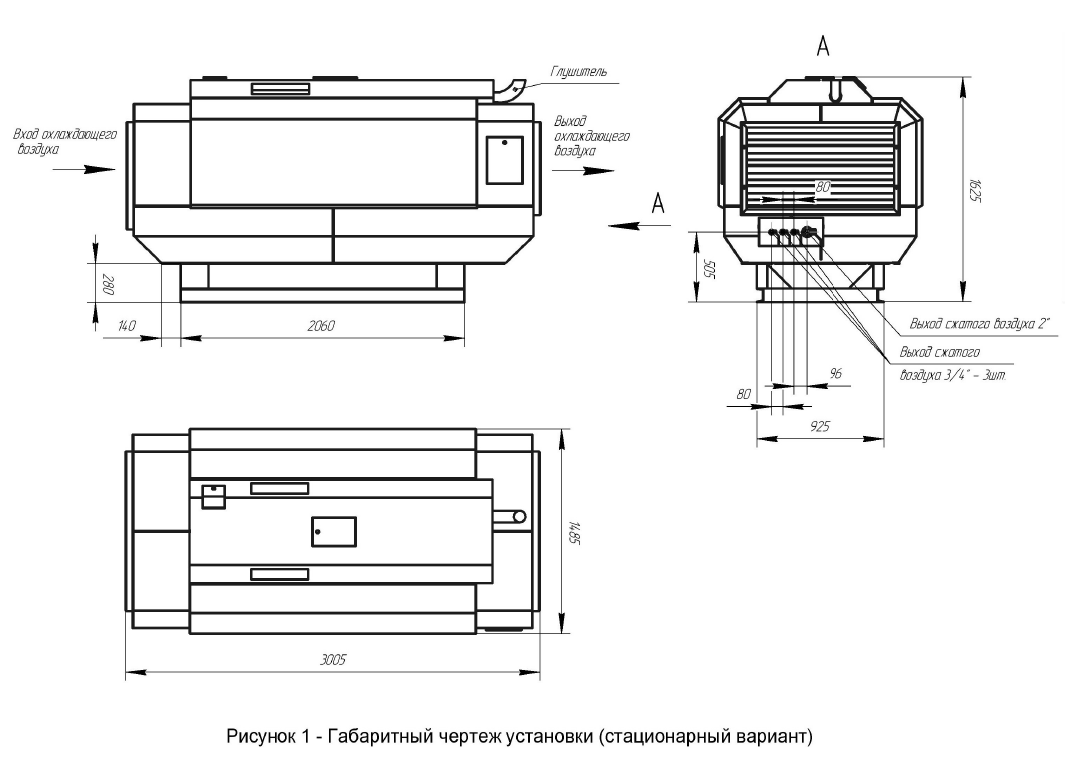 А
Глушитель
Вход охлаждающего
воздуха
Выход
охлаждающего
воздуха
А
80
1625
505
280
140
2060
Выход сжатого воздуха 2"
Выход сжатого
воздуха 3/4" - 3шт.
96
80
925
1485
3005
Рисунок 1 - Габаритный чертеж установки (стационарный вариант)